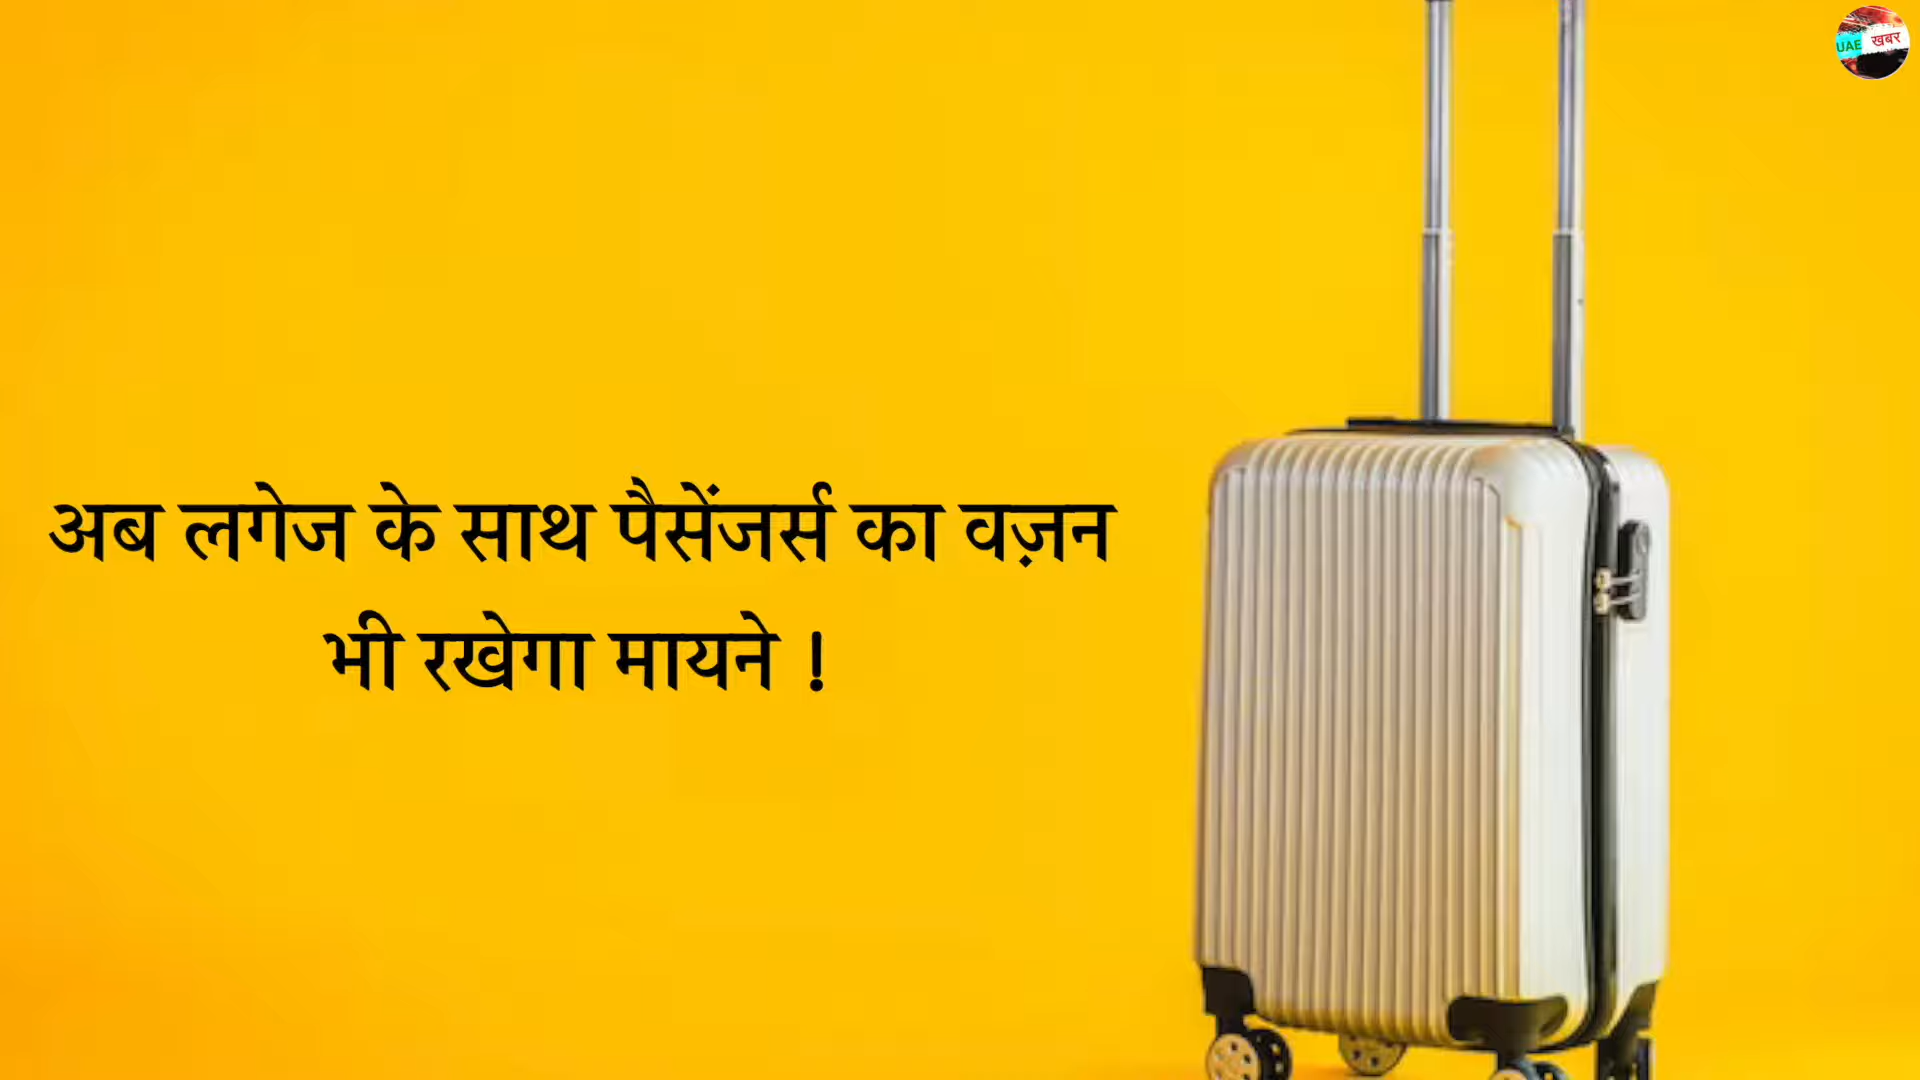 UAE खबर
अब लगेज के साथ पैसेंजर्स का वज़न
भी रखेगा मायने !